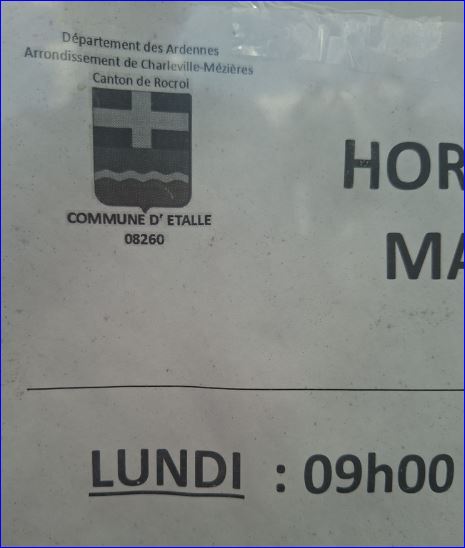 Département des Ardennes
Arrondissement de Charleville-Mézières
Canton de Rocroi
COMMUNE D' ETALLE
08260
HOR
MA
LUNDI : 09h00